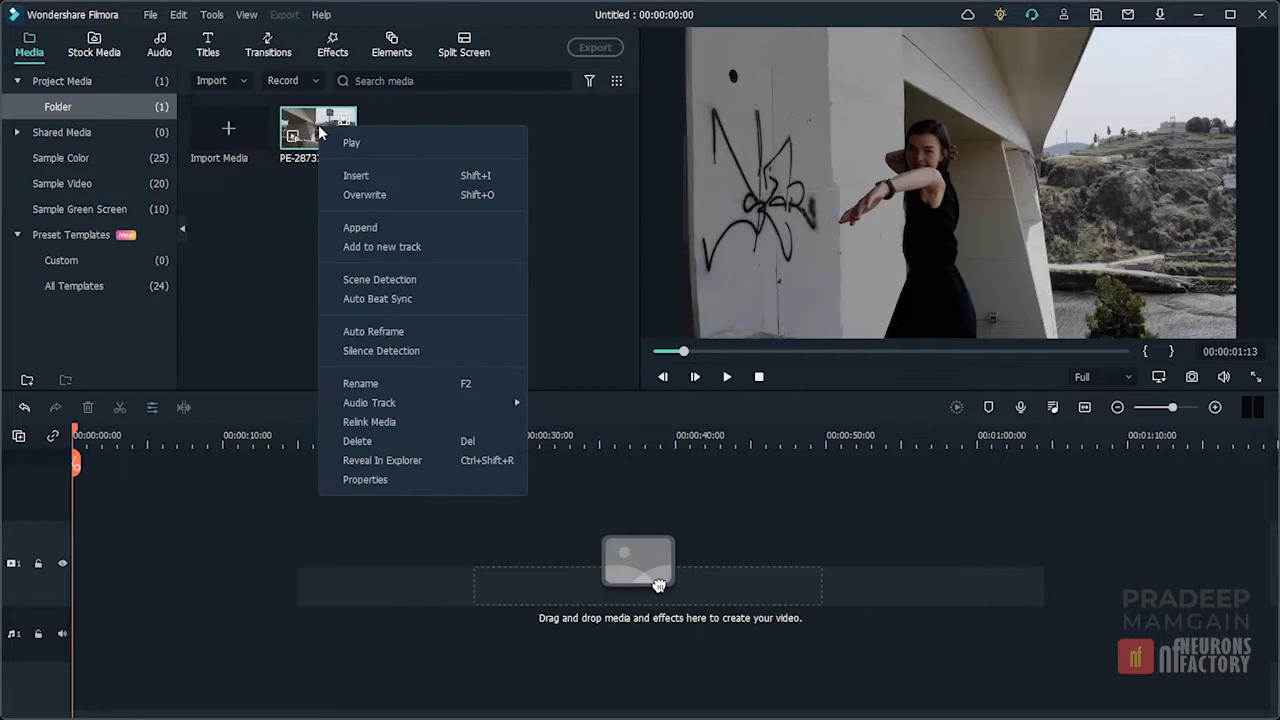 Wondershare Filmora File Edit Tools View Export Help Untitled : 00:00:00:00
Media Stock Media Audio Titles Transitions Effects Elements Split Screen Export
Project Media (1)
Folder (1)
Shared Media (0)
Sample Color (25)
Sample Video (20)
Sample Green Screen (10)
Preset Templates New
Custom (0)
All Templates (24)
Import Record Search media
Import Media PE-2873
Play
Insert Shift+I
Overwrite Shift+O
Append
Add to new track
Scene Detection
Auto Beat Sync
Auto Reframe
Silence Detection
Rename F2
Audio Track
Relink Media
Delete Del
Reveal In Explorer Ctrl+Shift+R
Properties
{ } 00:00:01:13
Full
00:00:00:00 00:00:10:00 00:00:30:00 00:00:40:00 00:00:50:00 00:01:00:00 00:01:10:00
1
1
Drag and drop media and effects here to create your video.
PRADEEP
MAMGAIN
nf nf NEURONS
FACTORY